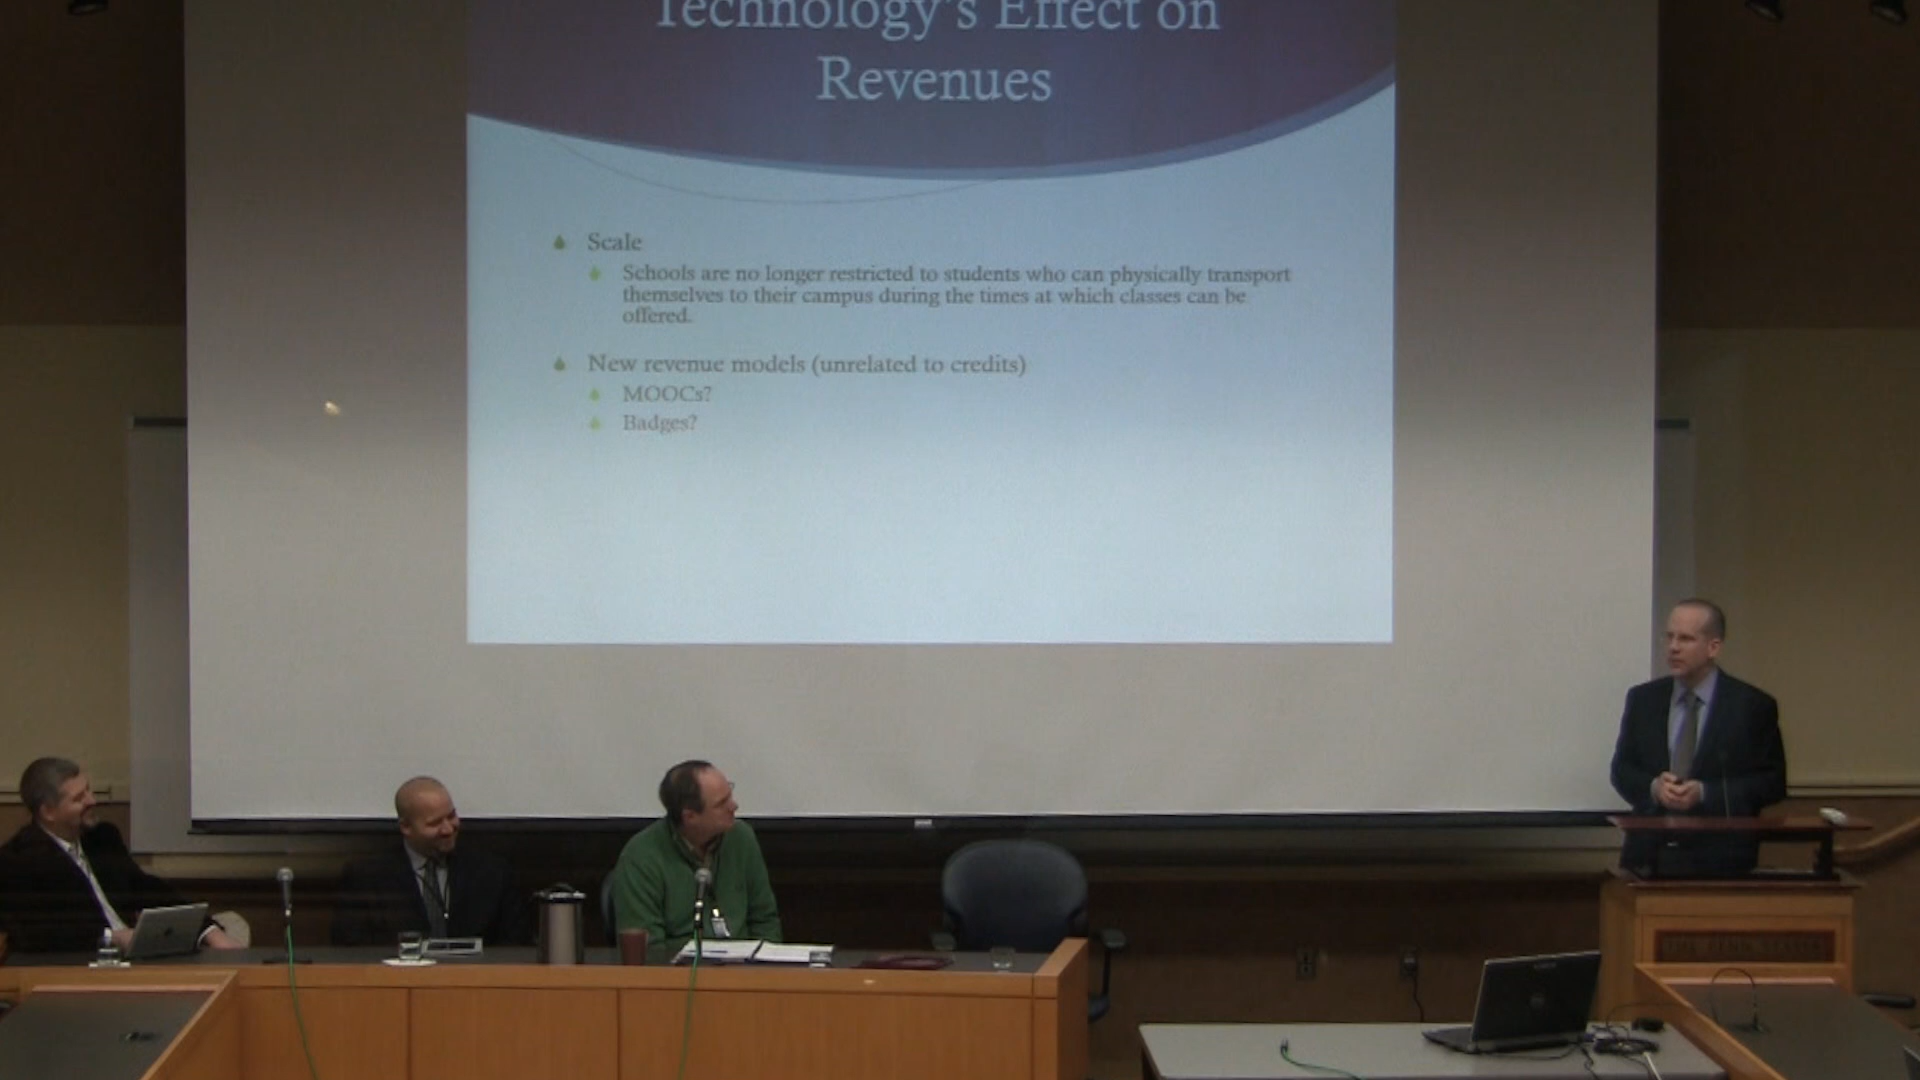 Technology's Effect on
Revenues
Scale
Schools are no longer restricted to students who can physically transport
themselves to their campus during the times at which classes can be
offered.
New revenue models (unrelated to credits)
MOOCs?
Badges?